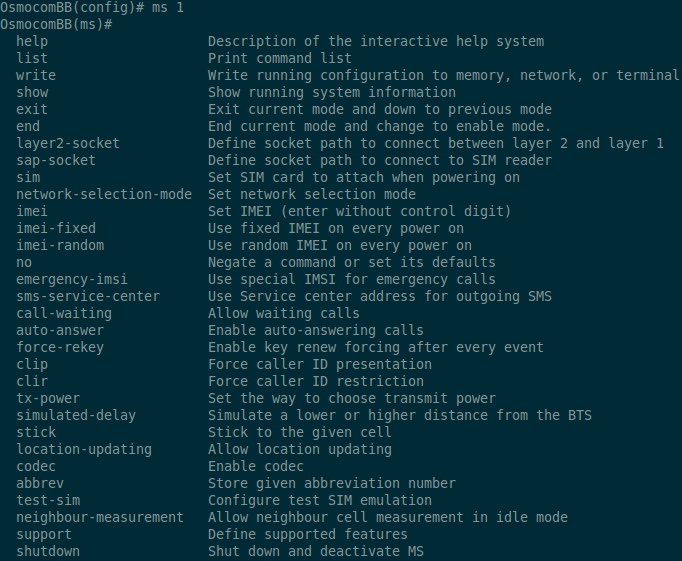 OsmocomBB(config)# ms 1
OsmocomBB(ms)#
help Description of the interactive help system
list Print command list
write Write running configuration to memory, network, or terminal
show Show running system information
exit Exit current mode and down to previous mode
end End current mode and change to enable mode.
layer2-socket Define socket path to connect between layer 2 and layer 1
sap-socket Define socket path to connect to SIM reader
sim Set SIM card to attach when powering on
network-selection-mode Set network selection mode
imei Set IMEI (enter without control digit)
imei-fixed Use fixed IMEI on every power on
imei-random Use random IMEI on every power on
no Negate a command or set its defaults
emergency-imsi Use special IMSI for emergency calls
sms-service-center Use Service center address for outgoing SMS
call-waiting Allow waiting calls
auto-answer Enable auto-answering calls
force-rekey Enable key renew forcing after every event
clip Force caller ID presentation
clir Force caller ID restriction
tx-power Set the way to choose transmit power
simulated-delay Simulate a lower or higher distance from the BTS
stick Stick to the given cell
location-updating Allow location updating
codec Enable codec
abbrev Store given abbreviation number
test-sim Configure test SIM emulation
neighbour-measurement Allow neighbour cell measurement in idle mode
support Define supported features
shutdown Shut down and deactivate MS